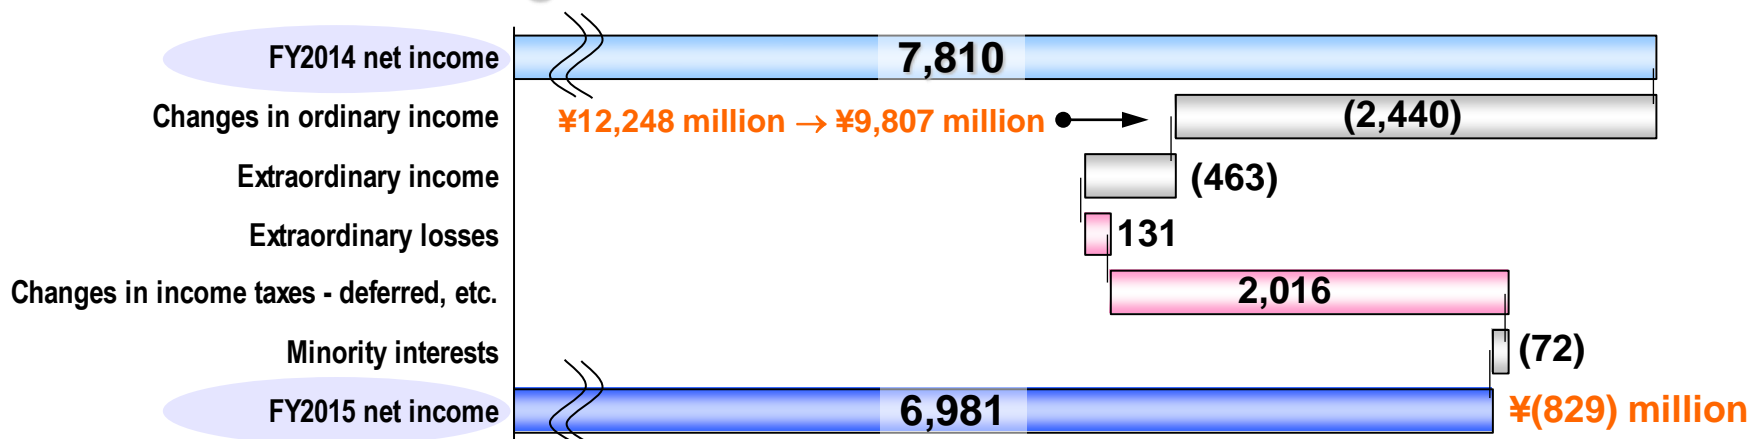 FY2014 net income 7,810
Changes in ordinary income ¥12,248 million → ¥9,807 million (2,440)
Extraordinary income (463)
Extraordinary losses 131
Changes in income taxes - deferred, etc. 2,016
Minority interests (72)
FY2015 net income 6,981 ¥(829) million